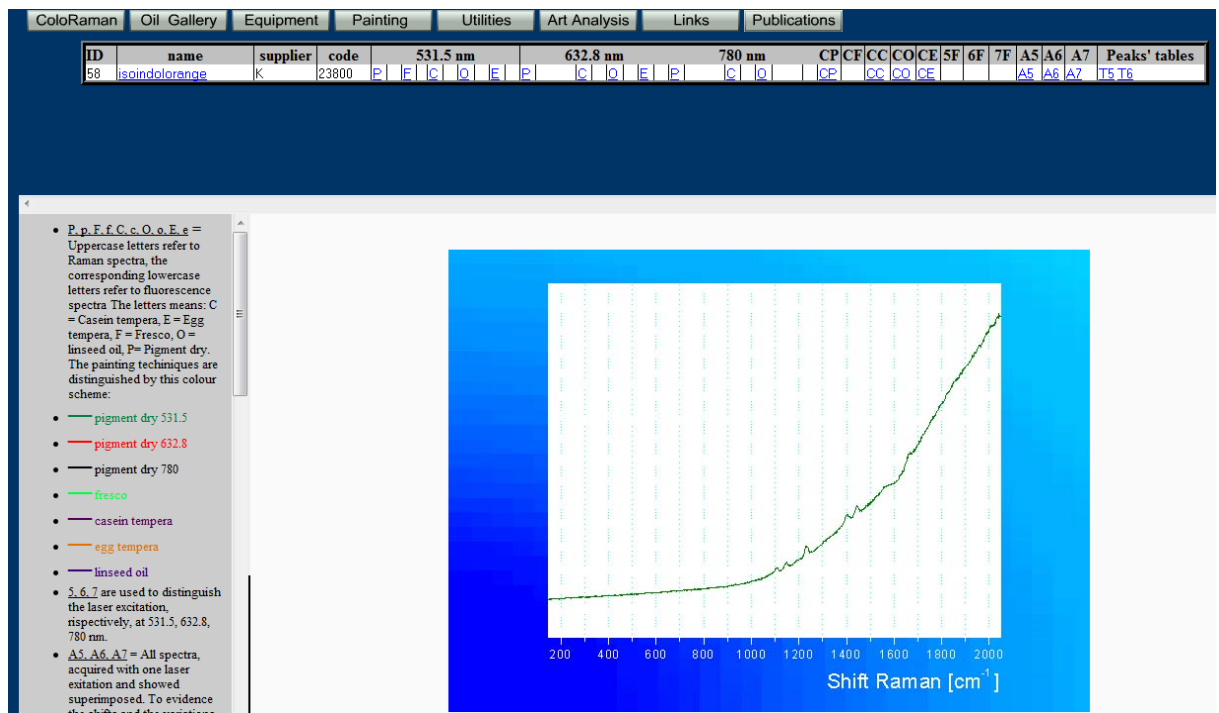 ColoRaman Oil Gallery Equipment Painting Utilities Art Analysis Links Publications
ID name supplier code 531.5 nm 632.8 nm 780 nm CP CF CC CO CE 5F 6F 7F A5 A6 A7 Peaks' tables
58 isoindolorange K 23800 P F C O E P C O E P C O CP CC CO CE A5 A6 A7 T5 T6
P, p, F, f, C, c, O, o, E, e =
Uppercase letters refer to
Raman spectra, the
corresponding lowercase
letters refer to fluorescence
spectra The letters means: C
= Casein tempera, E = Egg
tempera, F = Fresco, O =
linseed oil, P= Pigment dry.
The painting techiniques are
distinguished by this colour
scheme:
pigment dry 531.5
pigment dry 632.8
pigment dry 780
fresco
casein tempera
egg tempera
linseed oil
5, 6, 7 are used to distinguish
the laser excitation,
rispectively, at 531.5, 632.8,
780 nm.
A5, A6, A7 = All spectra,
acquired with one laser
exitation and showed
superimposed. To evidence
the shifts and the variations
200 400 600 800 1000 1200 1400 1600 1800 2000
Shift Raman [cm⁻¹]